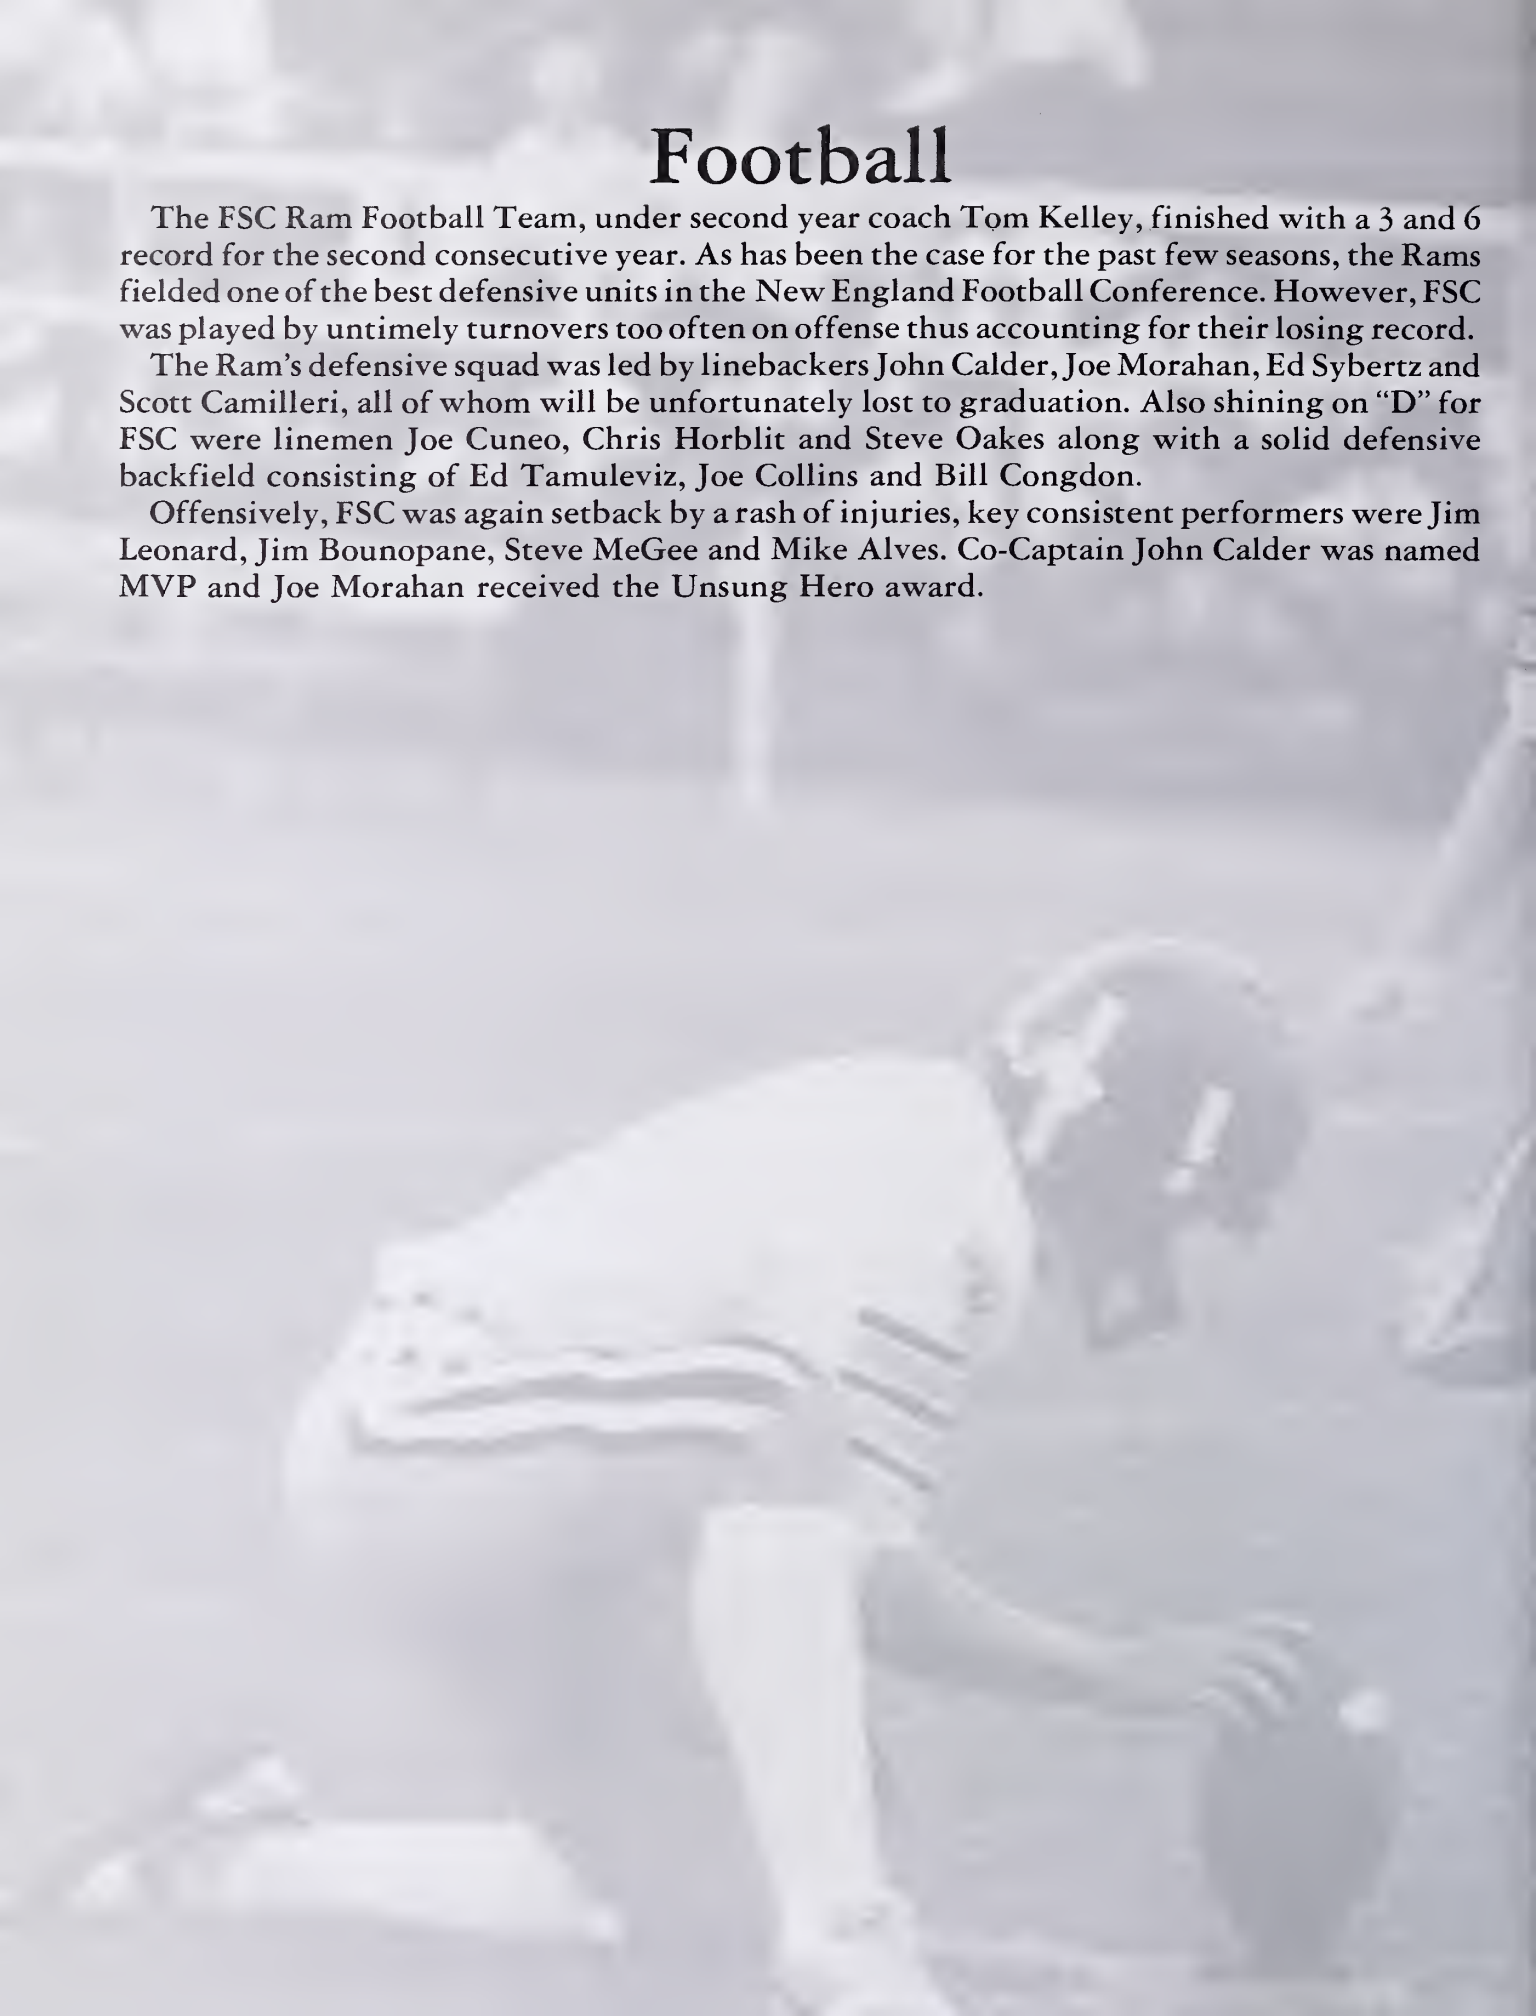 Football
The FSC Ram Football Team, under second year coach Tom Kelley, finished with a 3 and 6
record for the second consecutive year. As has been the case for the past few seasons, the Rams
fielded one of the best defensive units in the New England Football Conference. However, FSC
was played by untimely turnovers too often on offense thus accounting for their losing record.
The Ram's defensive squad was led by linebackers John Calder, Joe Morahan, Ed Sybertz and
Scott Camilleri, all of whom will be unfortunately lost to graduation. Also shining on “D” for
FSC were linemen Joe Cuneo, Chris Horblit and Steve Oakes along with a solid defensive
backfield consisting of Ed Tamuleviz, Joe Collins and Bill Congdon.
Offensively, FSC was again setback by a rash of injuries, key consistent performers were Jim
Leonard, Jim Bounopane, Steve MeGee and Mike Alves. Co-Captain John Calder was named
MVP and Joe Morahan received the Unsung Hero award.